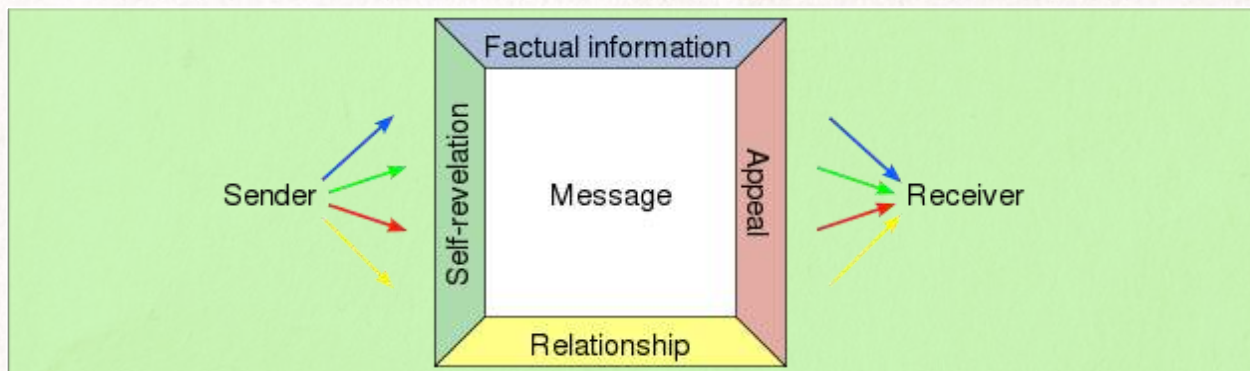 Factual information
Self-revelation
Sender
Message
Appeal
Receiver
Relationship